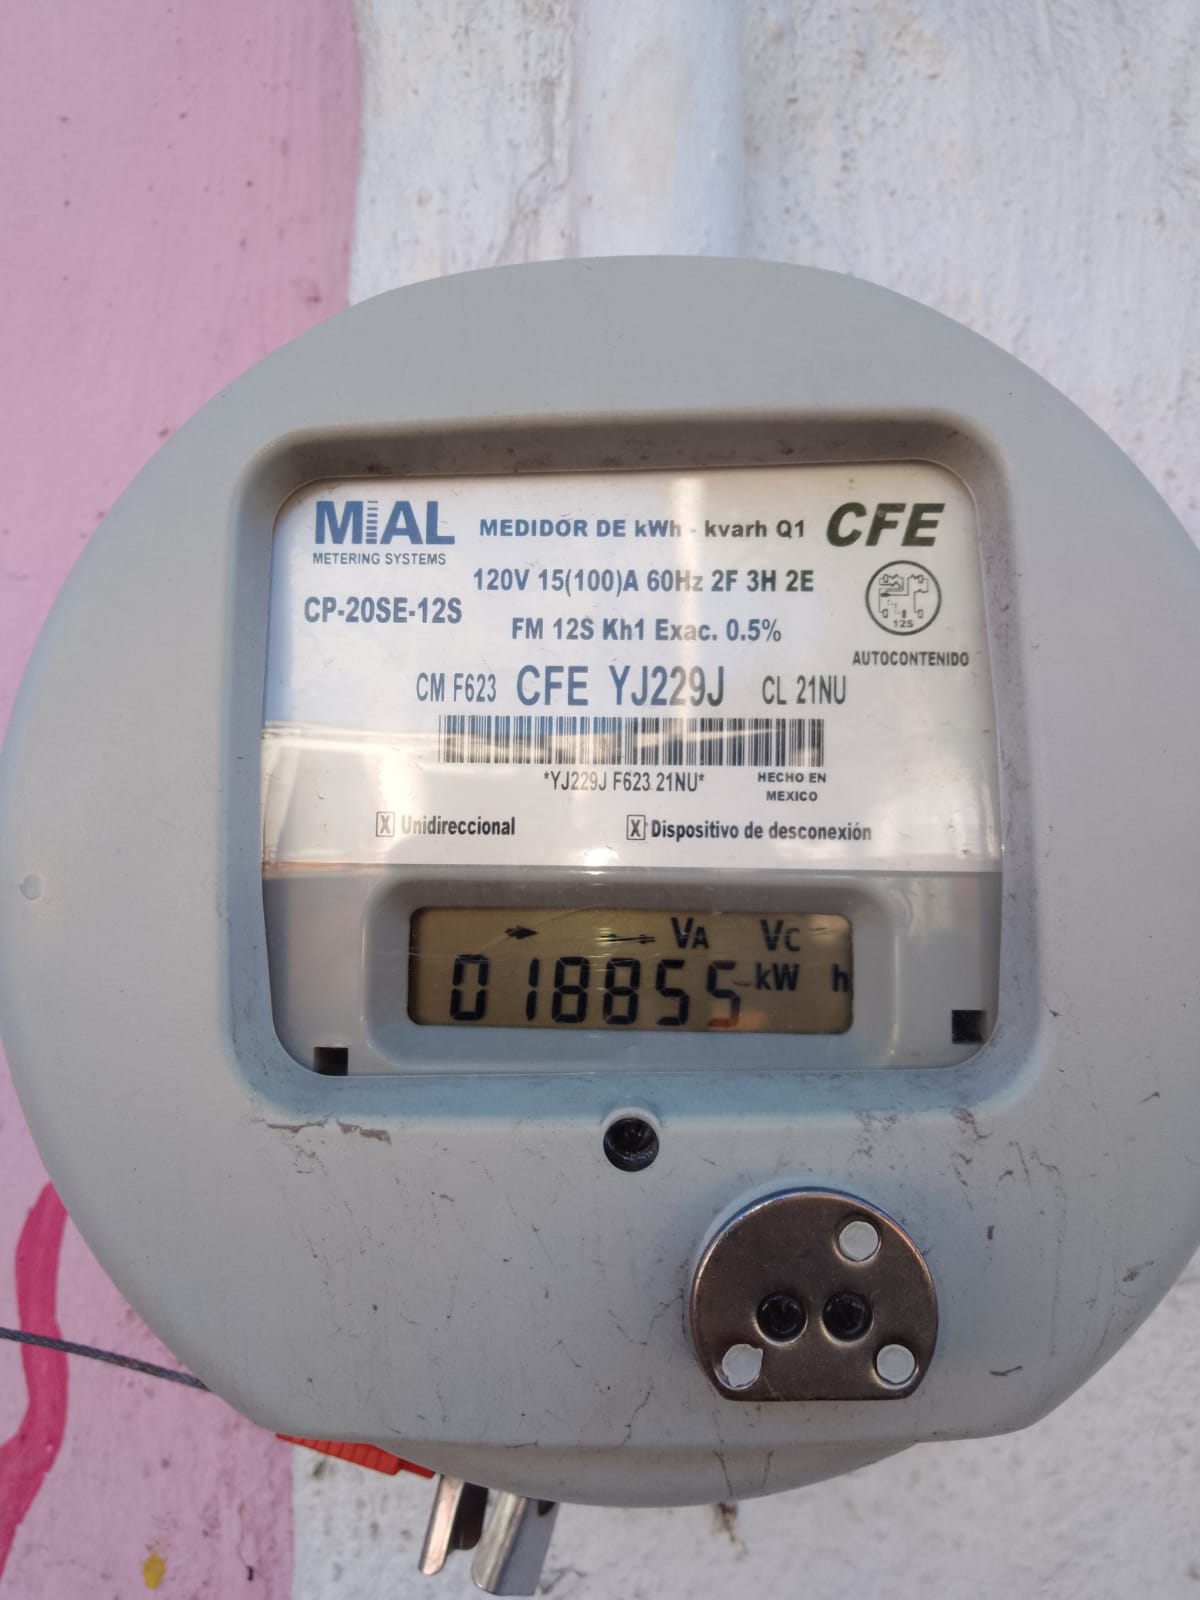 MIAL
METERING SYSTEMS
MEDIDOR DE kWh - kvarh Q1
CFE
120V 15(100)A 60Hz 2F 3H 2E
CP-20SE-12S
FM 12S Kh1 Exac. 0.5%
12S
AUTOCONTENIDO
CM F623 CFE YJ229J CL 21NU
*YJ229J F623 21NU*
HECHO EN
MEXICO
X Unidireccional
X Dispositivo de desconexión
VA VC
018855 kW h